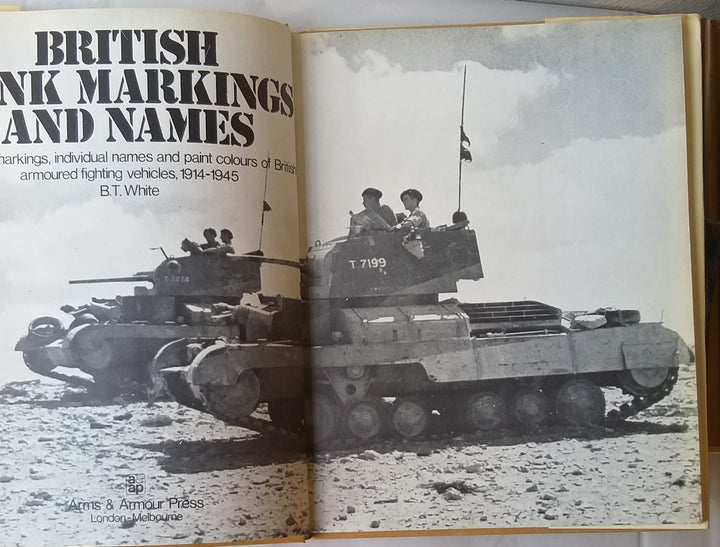 BRITISH
NK MARKINGS
AND NAMES
markings, individual names and paint colours of British
armoured fighting vehicles, 1914-1945
B.T. White
T 7199
Arms & Armour Press
London-Melbourne